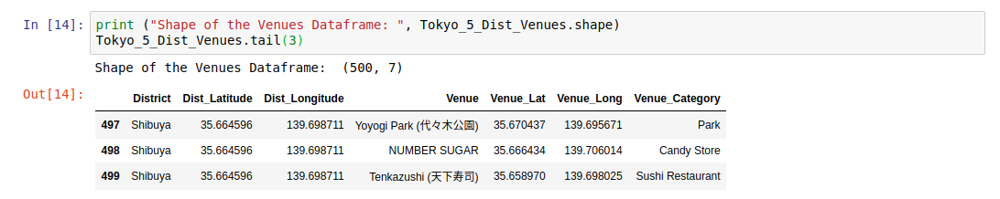 In [14]: print ("Shape of the Venues Dataframe: ", Tokyo_5_Dist_Venues.shape)
Tokyo_5_Dist_Venues.tail(3)
Shape of the Venues Dataframe:  (500, 7)
Out[14]:
District Dist_Latitude Dist_Longitude Venue Venue_Lat Venue_Long Venue_Category
497 Shibuya 35.664596 139.698711 Yoyogi Park (代々木公園) 35.670437 139.695671 Park
498 Shibuya 35.664596 139.698711 NUMBER SUGAR 35.666434 139.706014 Candy Store
499 Shibuya 35.664596 139.698711 Tenkazushi (天下寿司) 35.658970 139.698025 Sushi Restaurant